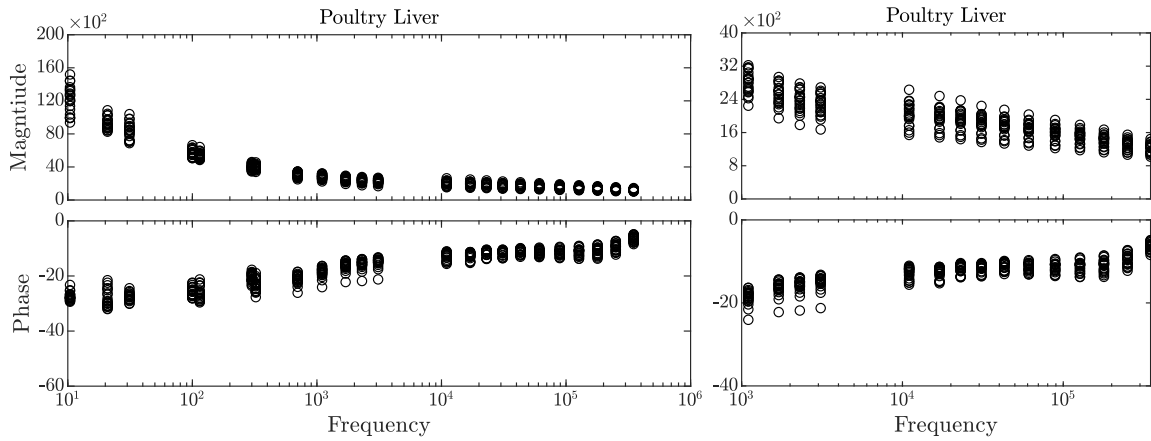 Poultry Liver
×10²
200
160
120
80
40
0
Magntiude
0
-20
-40
-60
Phase
10¹ 10² 10³ 10⁴ 10⁵ 10⁶
Frequency
Poultry Liver
×10²
40
32
24
16
8
0
0
-20
-40
10³ 10⁴ 10⁵
Frequency